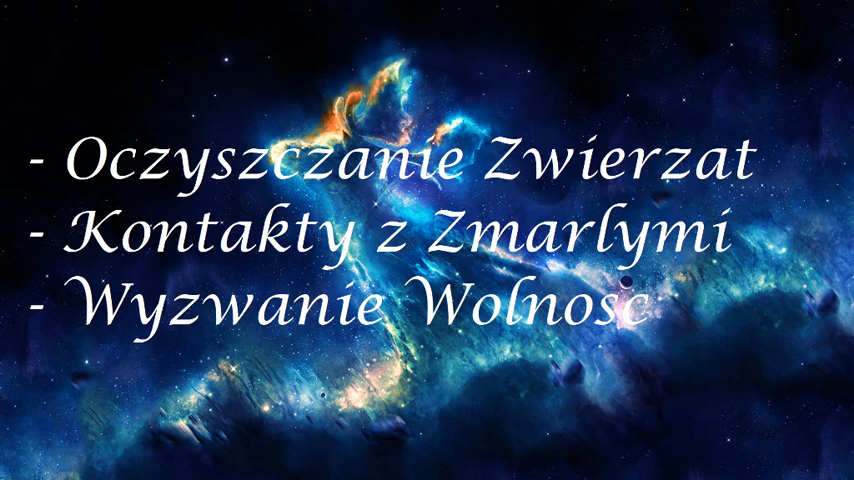 - Oczyszczanie Zwierzat
- Kontakty z Zmarlymi
- Wyzwanie Wolnosc